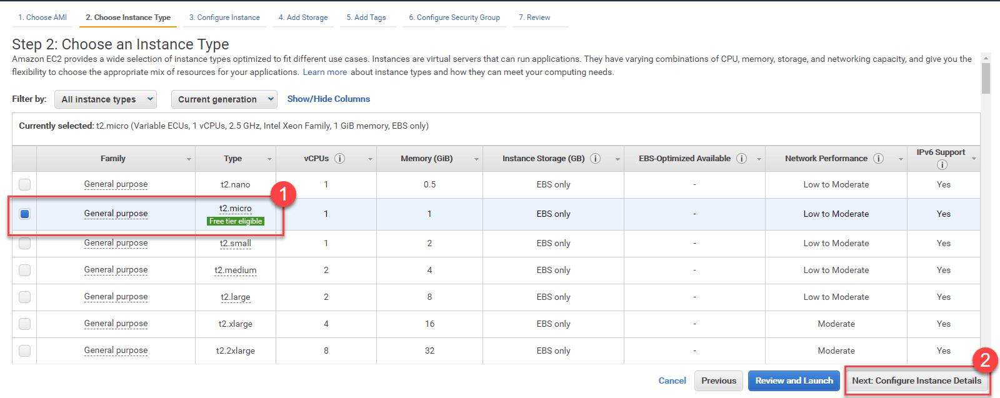 1. Choose AMI 2. Choose Instance Type 3. Configure Instance 4. Add Storage 5. Add Tags 6. Configure Security Group 7. Review
Step 2: Choose an Instance Type
Amazon EC2 provides a wide selection of instance types optimized to fit different use cases. Instances are virtual servers that can run applications. They have varying combinations of CPU, memory, storage, and networking capacity, and give you the
flexibility to choose the appropriate mix of resources for your applications. Learn more about instance types and how they can meet your computing needs.
Filter by: All instance types Current generation Show/Hide Columns
Currently selected: t2.micro (Variable ECUs, 1 vCPUs, 2.5 GHz, Intel Xeon Family, 1 GiB memory, EBS only)
Family Type vCPUs i Memory (GiB) Instance Storage (GB) i EBS-Optimized Available i Network Performance i IPv6 Support i
General purpose t2.nano 1 0.5 EBS only - Low to Moderate Yes
1
General purpose t2.micro 1 1 EBS only - Low to Moderate Yes
Free tier eligible
General purpose t2.small 1 2 EBS only - Low to Moderate Yes
General purpose t2.medium 2 4 EBS only - Low to Moderate Yes
General purpose t2.large 2 8 EBS only - Low to Moderate Yes
General purpose t2.xlarge 4 16 EBS only - Moderate Yes
General purpose t2.2xlarge 8 32 EBS only - Moderate Yes
2
Cancel Previous Review and Launch Next: Configure Instance Details